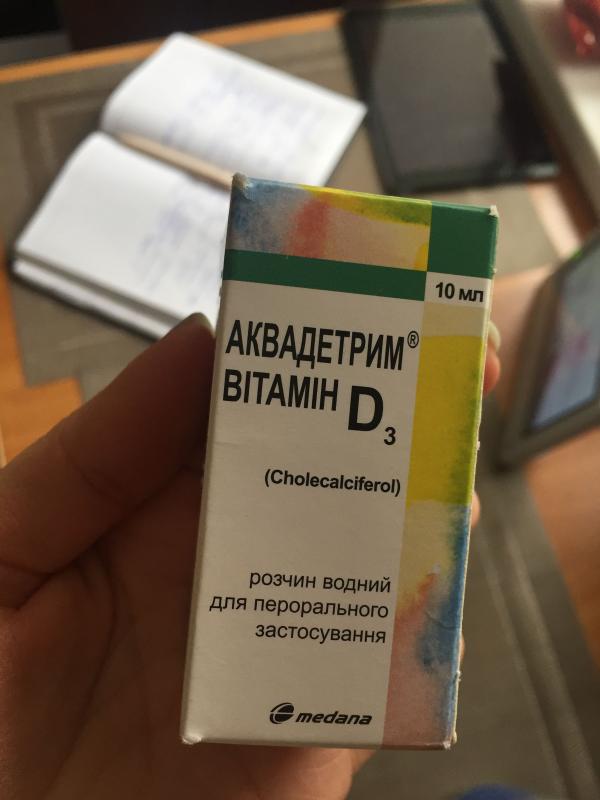 10 мл
АКВАДЕТРИМ®
ВІТАМІН D3
(Cholecalciferol)
розчин водний
для перорального
застосування
medana